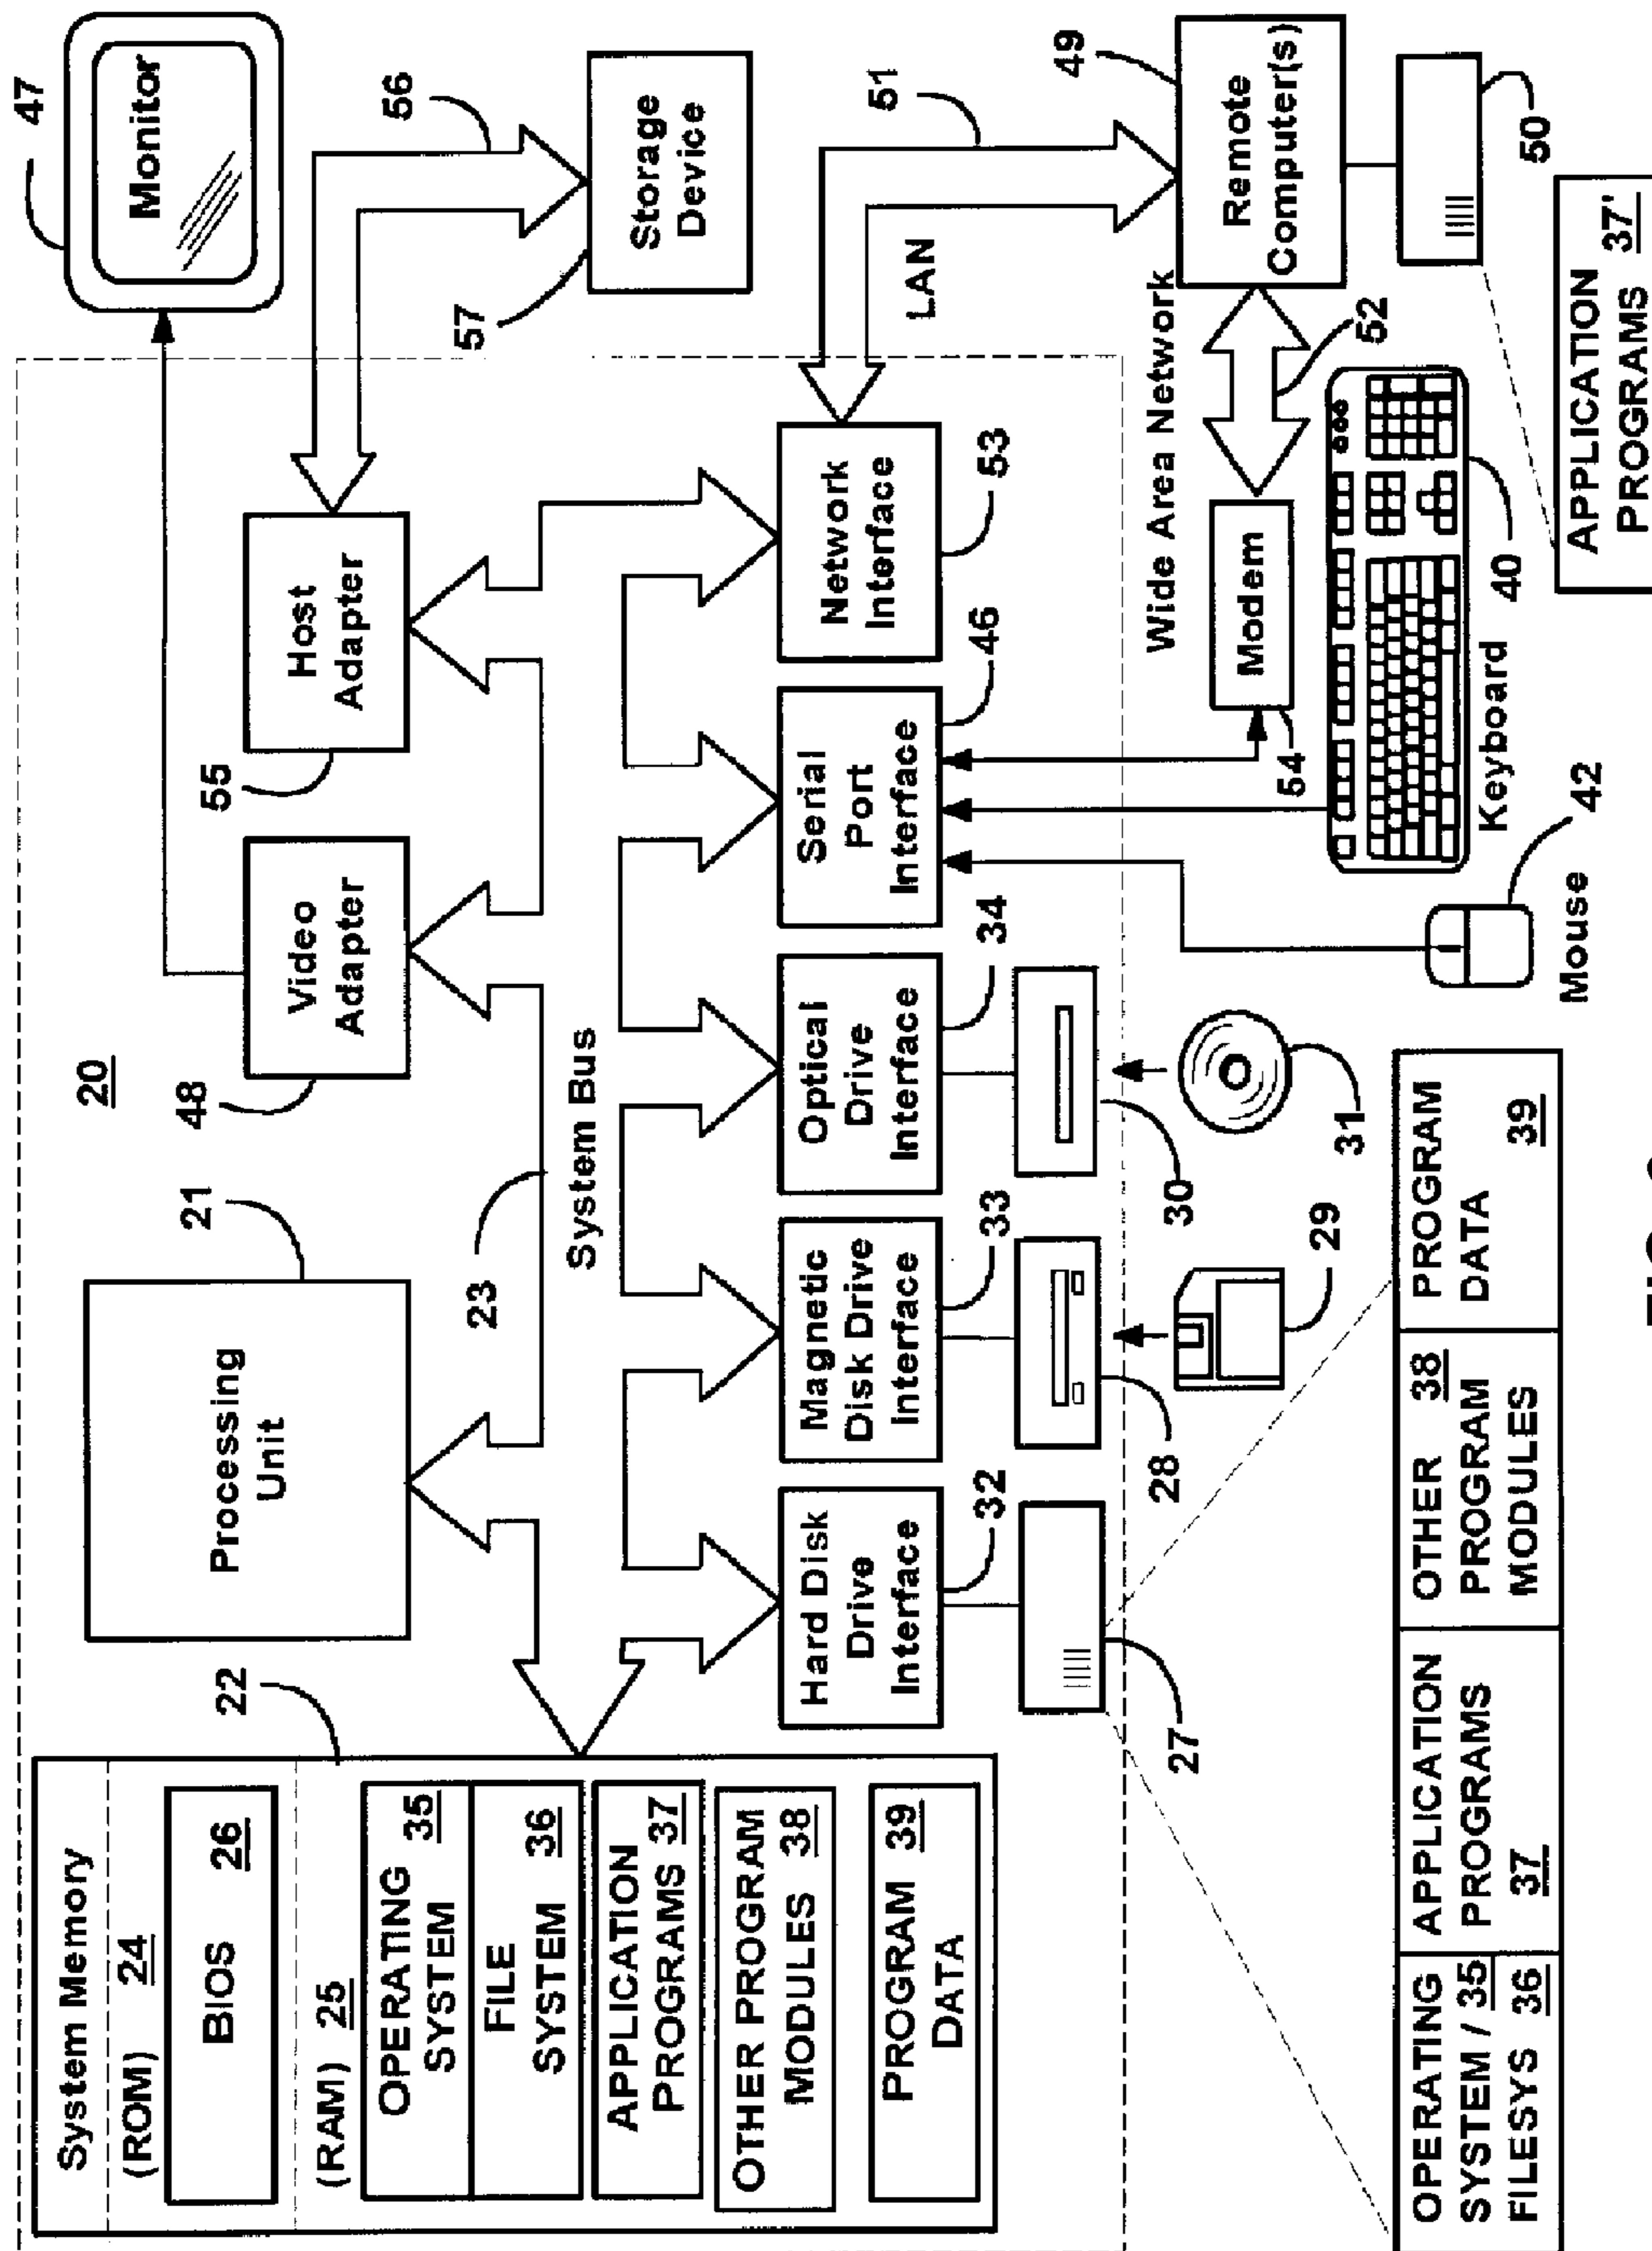 System Memory
(ROM) 24
BIOS 26
(RAM) 25
OPERATING 35
SYSTEM
FILE
SYSTEM 36
APPLICATION
PROGRAMS 37
OTHER PROGRAM
MODULES 38
PROGRAM 39
DATA
22
Processing
Unit
21
20
Video
Adapter
48
Host
Adapter
55
Monitor
47
56
Storage
Device
57
23
System Bus
Hard Disk
Drive
Interface
32
Magnetic
Disk Drive
Interface
33
Optical
Drive
Interface
34
Serial
Port
Interface
46
Network
Interface
53
LAN
51
27
28
29
30
31
Wide Area Network
Modem
54
52
Remote
Computer(s)
49
50
Mouse
42
Keyboard
40
OPERATING
SYSTEM / 35
FILESYS 36
APPLICATION
PROGRAMS
37
OTHER 38
PROGRAM
MODULES
PROGRAM
DATA
39
APPLICATION
PROGRAMS 37'